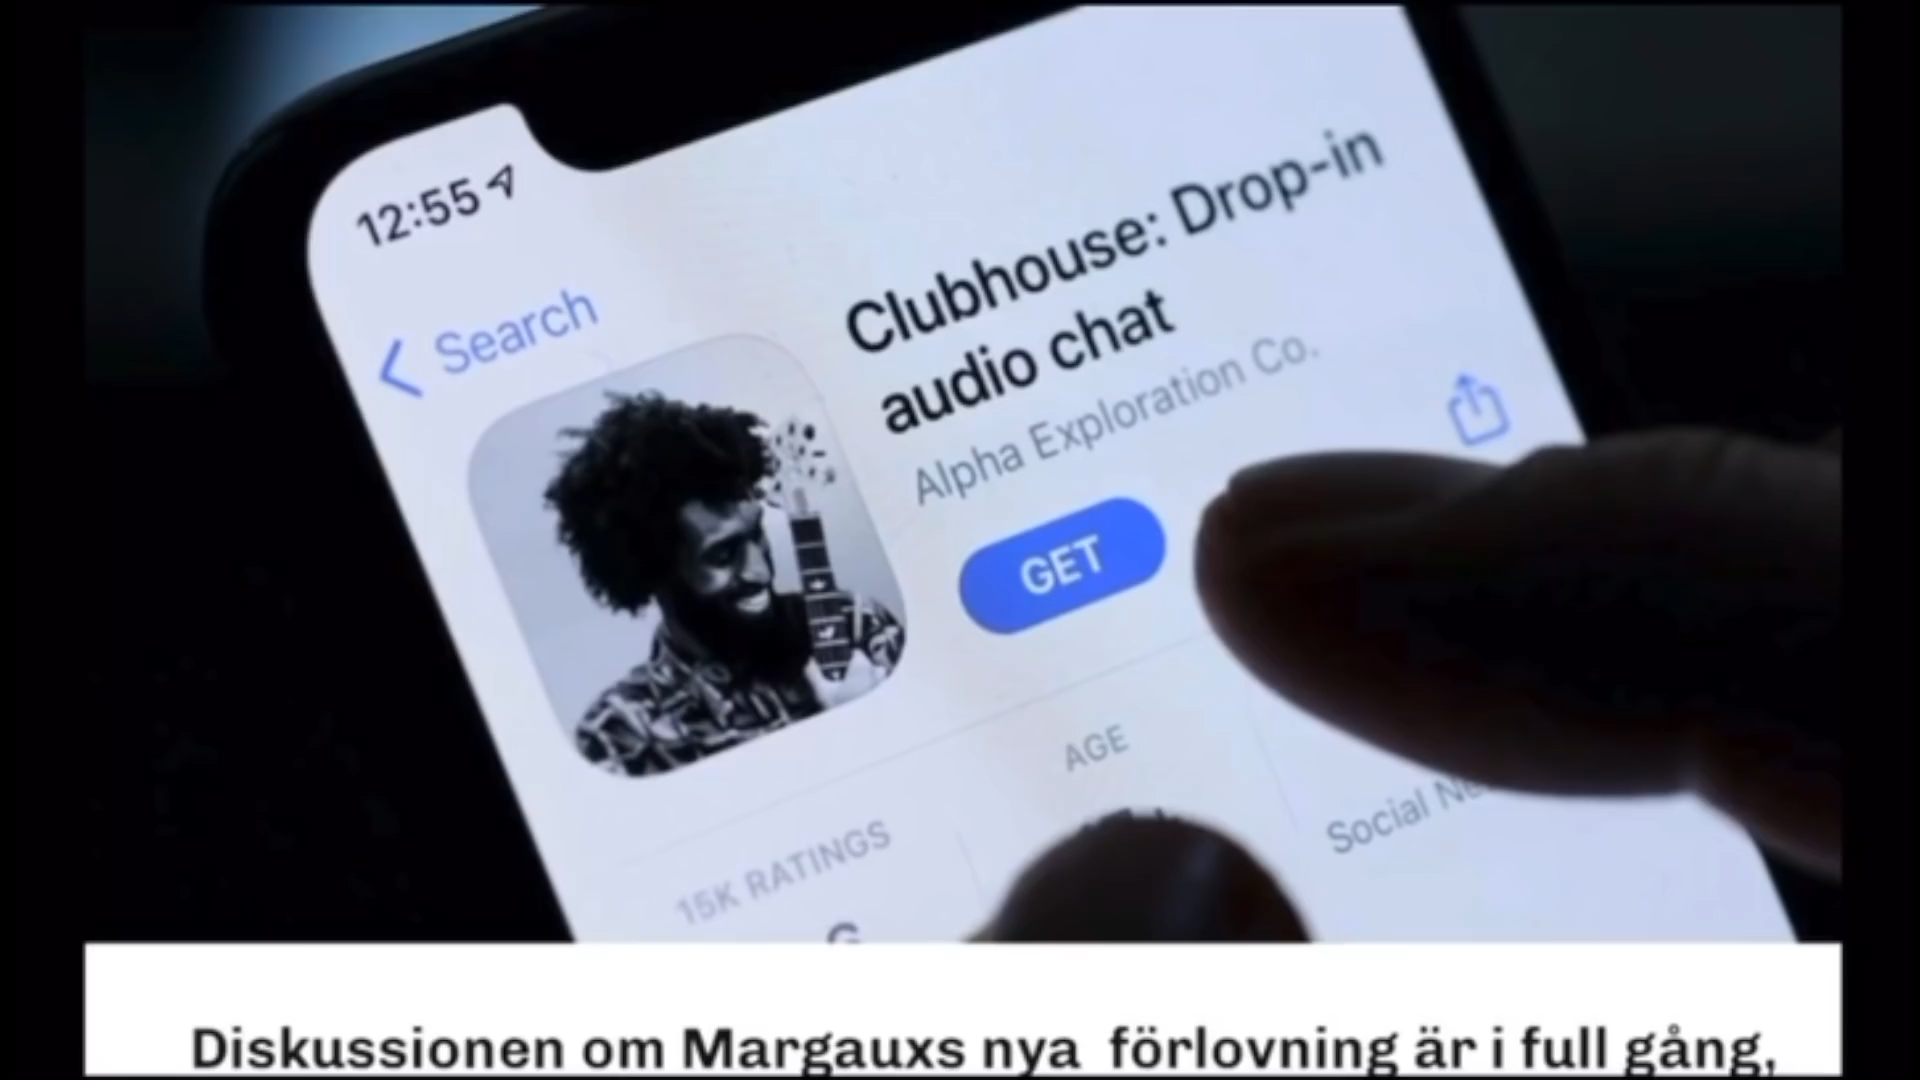 12:55
Search
Clubhouse: Drop-in
audio chat
Alpha Exploration Co.
GET
AGE
15K RATINGS
Social
Diskussionen om Margauxs nya förlovning är i full gång,